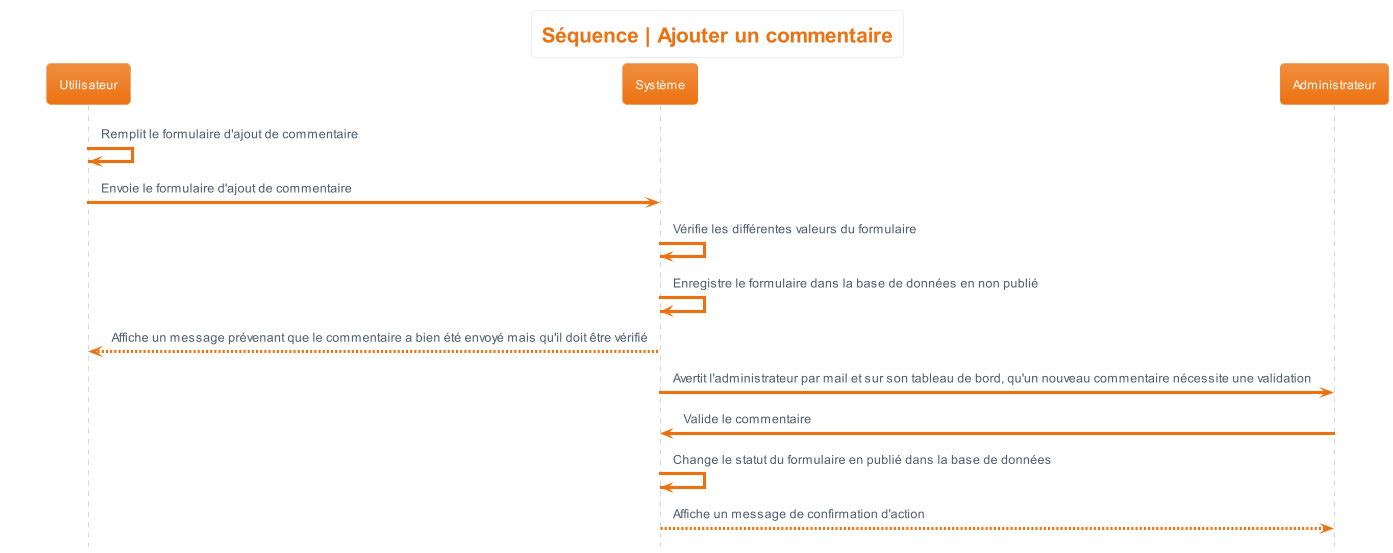 Séquence | Ajouter un commentaire
Utilisateur
Système
Administrateur
Remplit le formulaire d'ajout de commentaire
Envoie le formulaire d'ajout de commentaire
Vérifie les différentes valeurs du formulaire
Enregistre le formulaire dans la base de données en non publié
Affiche un message prévenant que le commentaire a bien été envoyé mais qu'il doit être vérifié
Avertit l'administrateur par mail et sur son tableau de bord, qu'un nouveau commentaire nécessite une validation
Valide le commentaire
Change le statut du formulaire en publié dans la base de données
Affiche un message de confirmation d'action